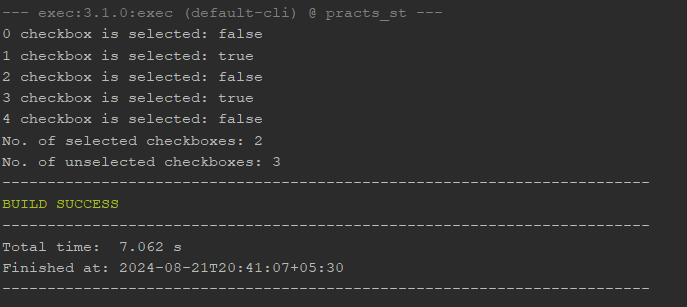 --- exec:3.1.0:exec (default-cli) @ practs_st ---
0 checkbox is selected: false
1 checkbox is selected: true
2 checkbox is selected: false
3 checkbox is selected: true
4 checkbox is selected: false
No. of selected checkboxes: 2
No. of unselected checkboxes: 3
------------------------------------------------------------------------
BUILD SUCCESS
------------------------------------------------------------------------
Total time:  7.062 s
Finished at: 2024-08-21T20:41:07+05:30
------------------------------------------------------------------------